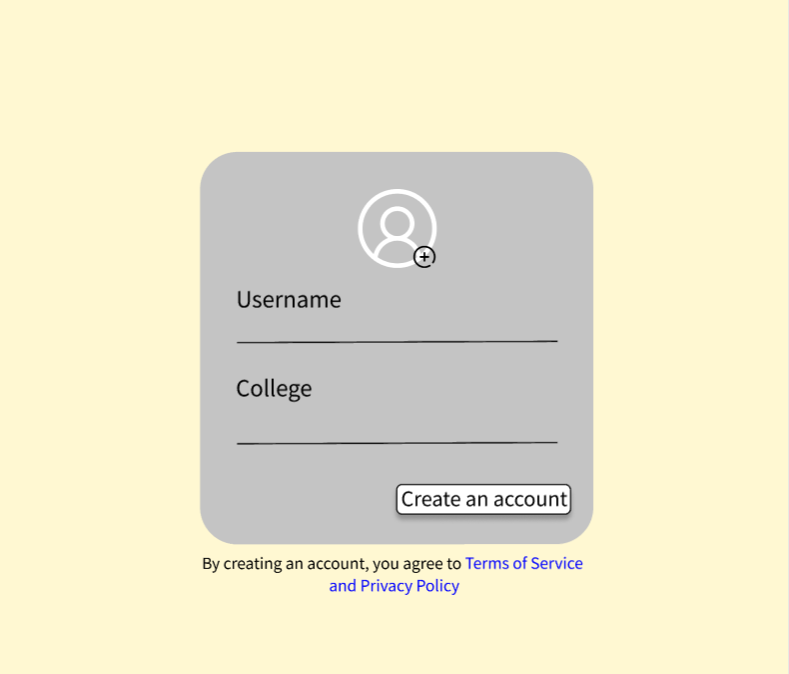 Username
College
Create an account
By creating an account, you agree to Terms of Service
and Privacy Policy